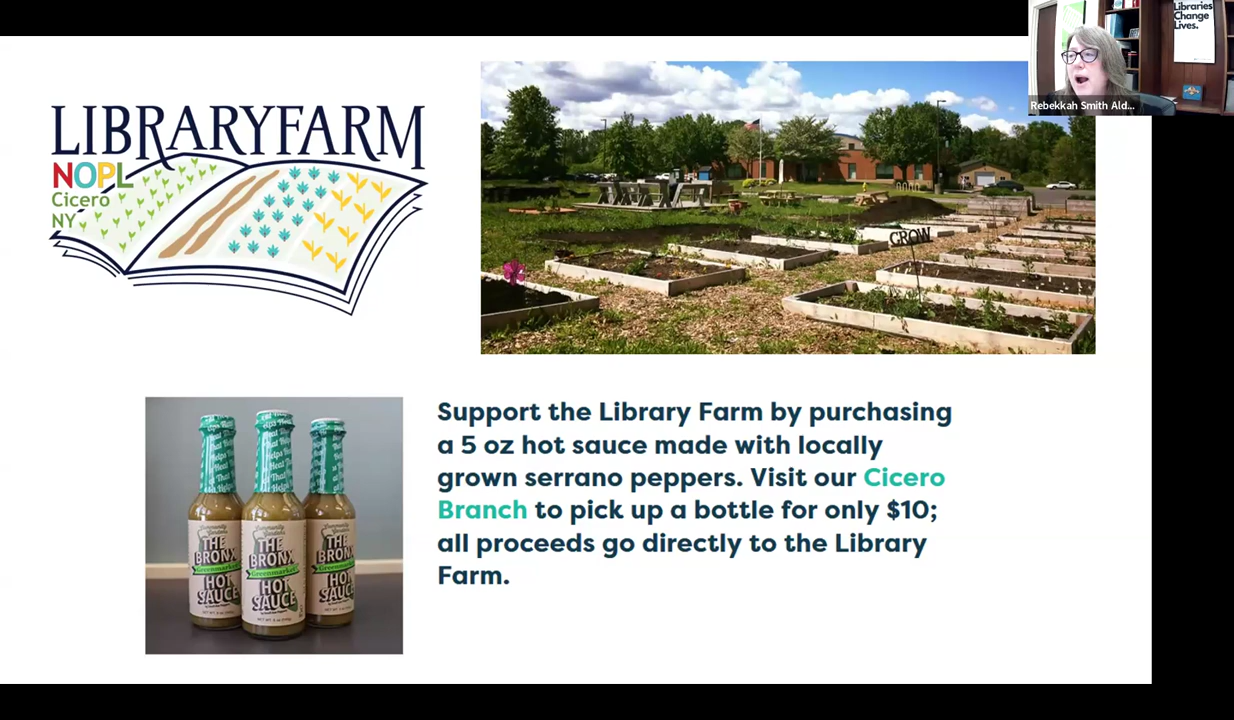 Libraries
Change
Lives.
Rebekkah Smith Ald...
LIBRARYFARM
NOPL
Cicero
NY
GROW
Support the Library Farm by purchasing
a 5 oz hot sauce made with locally
grown serrano peppers. Visit our Cicero
Branch to pick up a bottle for only $10;
all proceeds go directly to the Library
Farm.
Community
Gardens
THE
BRONX
Greenmarket
HOT
SAUCE
THE
BRONX
Greenmarket
HOT
SAUCE
THE
BRONX
Greenmarket
HOT
SAUCE